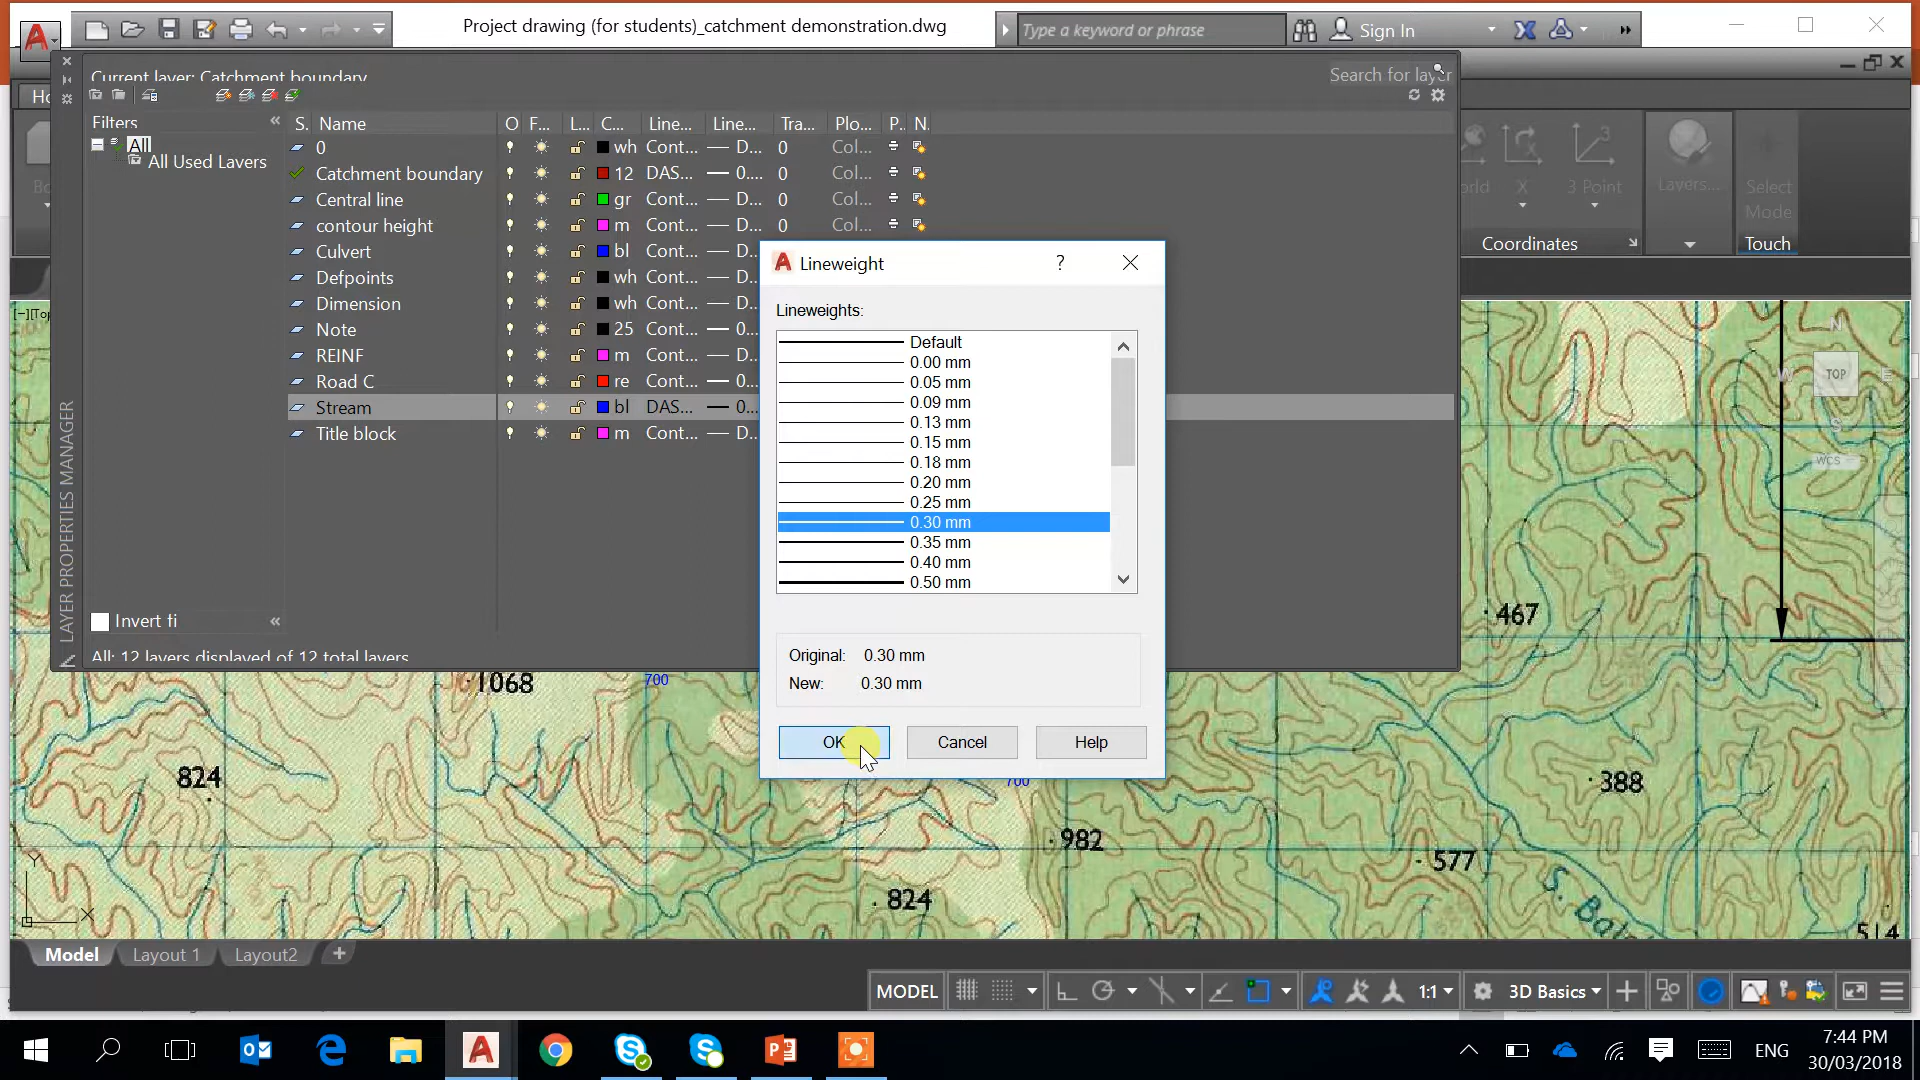 Project drawing (for students)_catchment demonstration.dwg
Type a keyword or phrase
Sign In
Current layer: Catchment boundary
Search for layer
Filters
S. Name O F... L... C... Line... Line... Tra... Plo... P.. N.
All
All Used Layers
0 wh Cont... D... 0 Col...
Catchment boundary 12 DAS... 0.... 0 Col...
Central line gr Cont... D... 0 Col...
contour height m Cont... D... 0 Col...
Culvert bl Cont... D...
Defpoints wh Cont... D...
Dimension wh Cont... D...
Note 25 Cont... 0...
REINF m Cont... D...
Road C re Cont... 0...
Stream bl DAS... 0...
Title block m Cont... D...
Invert fi
All: 12 layers displayed of 12 total layers
LAYER PROPERTIES MANAGER
Lineweight
?
Lineweights:
Default
0.00 mm
0.05 mm
0.09 mm
0.13 mm
0.15 mm
0.18 mm
0.20 mm
0.25 mm
0.30 mm
0.35 mm
0.40 mm
0.50 mm
Original: 0.30 mm
New: 0.30 mm
OK
Cancel
Help
X
3 Point
Layers...
Select
Mode
Coordinates
Touch
[−][Top
N
W
TOP
E
S
WCS
467
1068
700
824
700
982
388
577
824
S. Bal
514
Y
X
Model
Layout 1
Layout2
MODEL
1:1
3D Basics
ENG
7:44 PM
30/03/2018